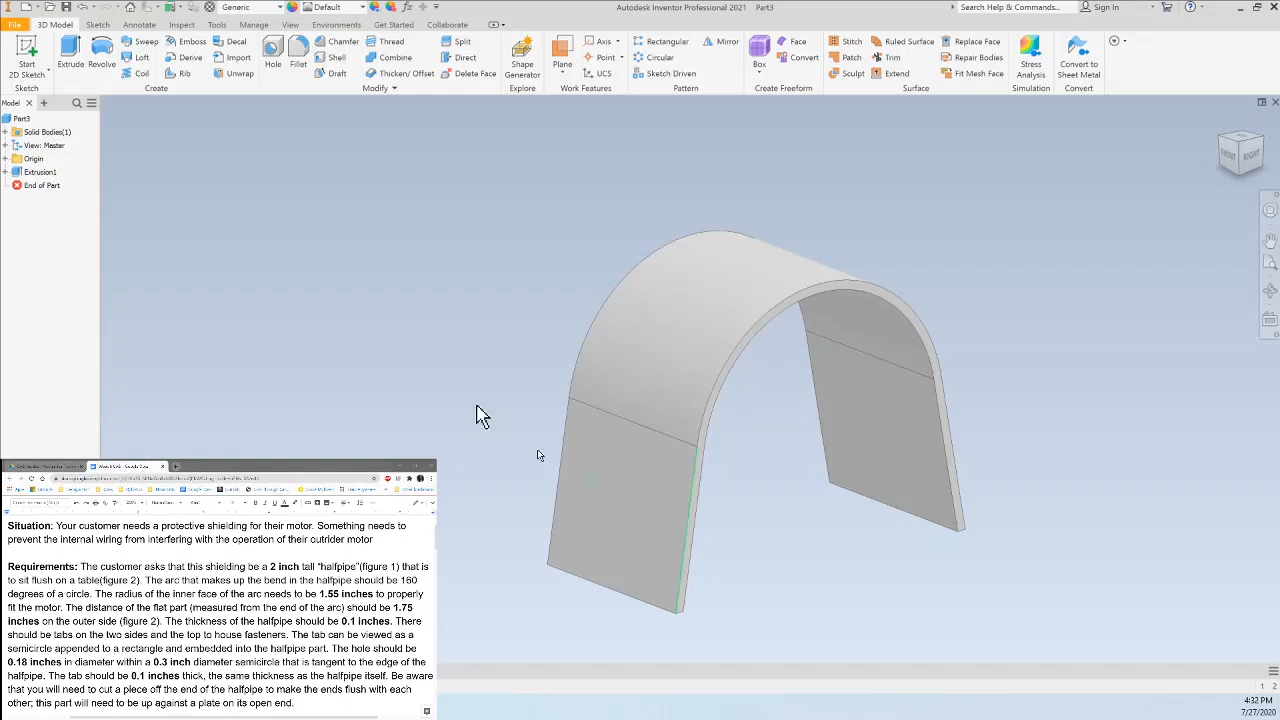 Generic
Default
Autodesk Inventor Professional 2021 Part3
Search Help & Commands...
Sign In
File
3D Model
Sketch
Annotate
Inspect
Tools
Manage
View
Environments
Get Started
Collaborate
Start
2D Sketch
Extrude
Revolve
Sweep
Emboss
Decal
Loft
Derive
Import
Coil
Rib
Unwrap
Hole
Fillet
Chamfer
Thread
Split
Shell
Combine
Direct
Draft
Thicken/ Offset
Delete Face
Shape
Generator
Plane
Axis
Point
UCS
Rectangular
Mirror
Circular
Sketch Driven
Box
Face
Convert
Stitch
Ruled Surface
Replace Face
Patch
Trim
Repair Bodies
Sculpt
Extend
Fit Mesh Face
Stress
Analysis
Convert to
Sheet Metal
Sketch
Create
Modify
Explore
Work Features
Pattern
Create Freeform
Surface
Simulation
Convert
Model
Part3
Solid Bodies(1)
View: Master
Origin
Extrusion1
End of Part
FRONT
RIGHT
Situation: Your customer needs a protective shielding for their motor. Something needs to
prevent the internal wiring from interfering with the operation of their outrider motor
Requirements: The customer asks that this shielding be a 2 inch tall “halfpipe”(figure 1) that is
to sit flush on a table(figure 2). The arc that makes up the bend in the halfpipe should be 160
degrees of a circle. The radius of the inner face of the arc needs to be 1.55 inches to properly
fit the motor. The distance of the flat part (measured from the end of the arc) should be 1.75
inches on the outer side (figure 2). The thickness of the halfpipe should be 0.1 inches. There
should be tabs on the two sides and the top to house fasteners. The tab can be viewed as a
semicircle appended to a rectangle and embedded into the halfpipe part. The hole should be
0.18 inches in diameter within a 0.3 inch diameter semicircle that is tangent to the edge of the
halfpipe. The tab should be 0.1 inches thick, the same thickness as the halfpipe itself. Be aware
that you will need to cut a piece off the end of the halfpipe to make the ends flush with each
other; this part will need to be up against a plate on its open end.
1 2
4:32 PM
7/27/2020